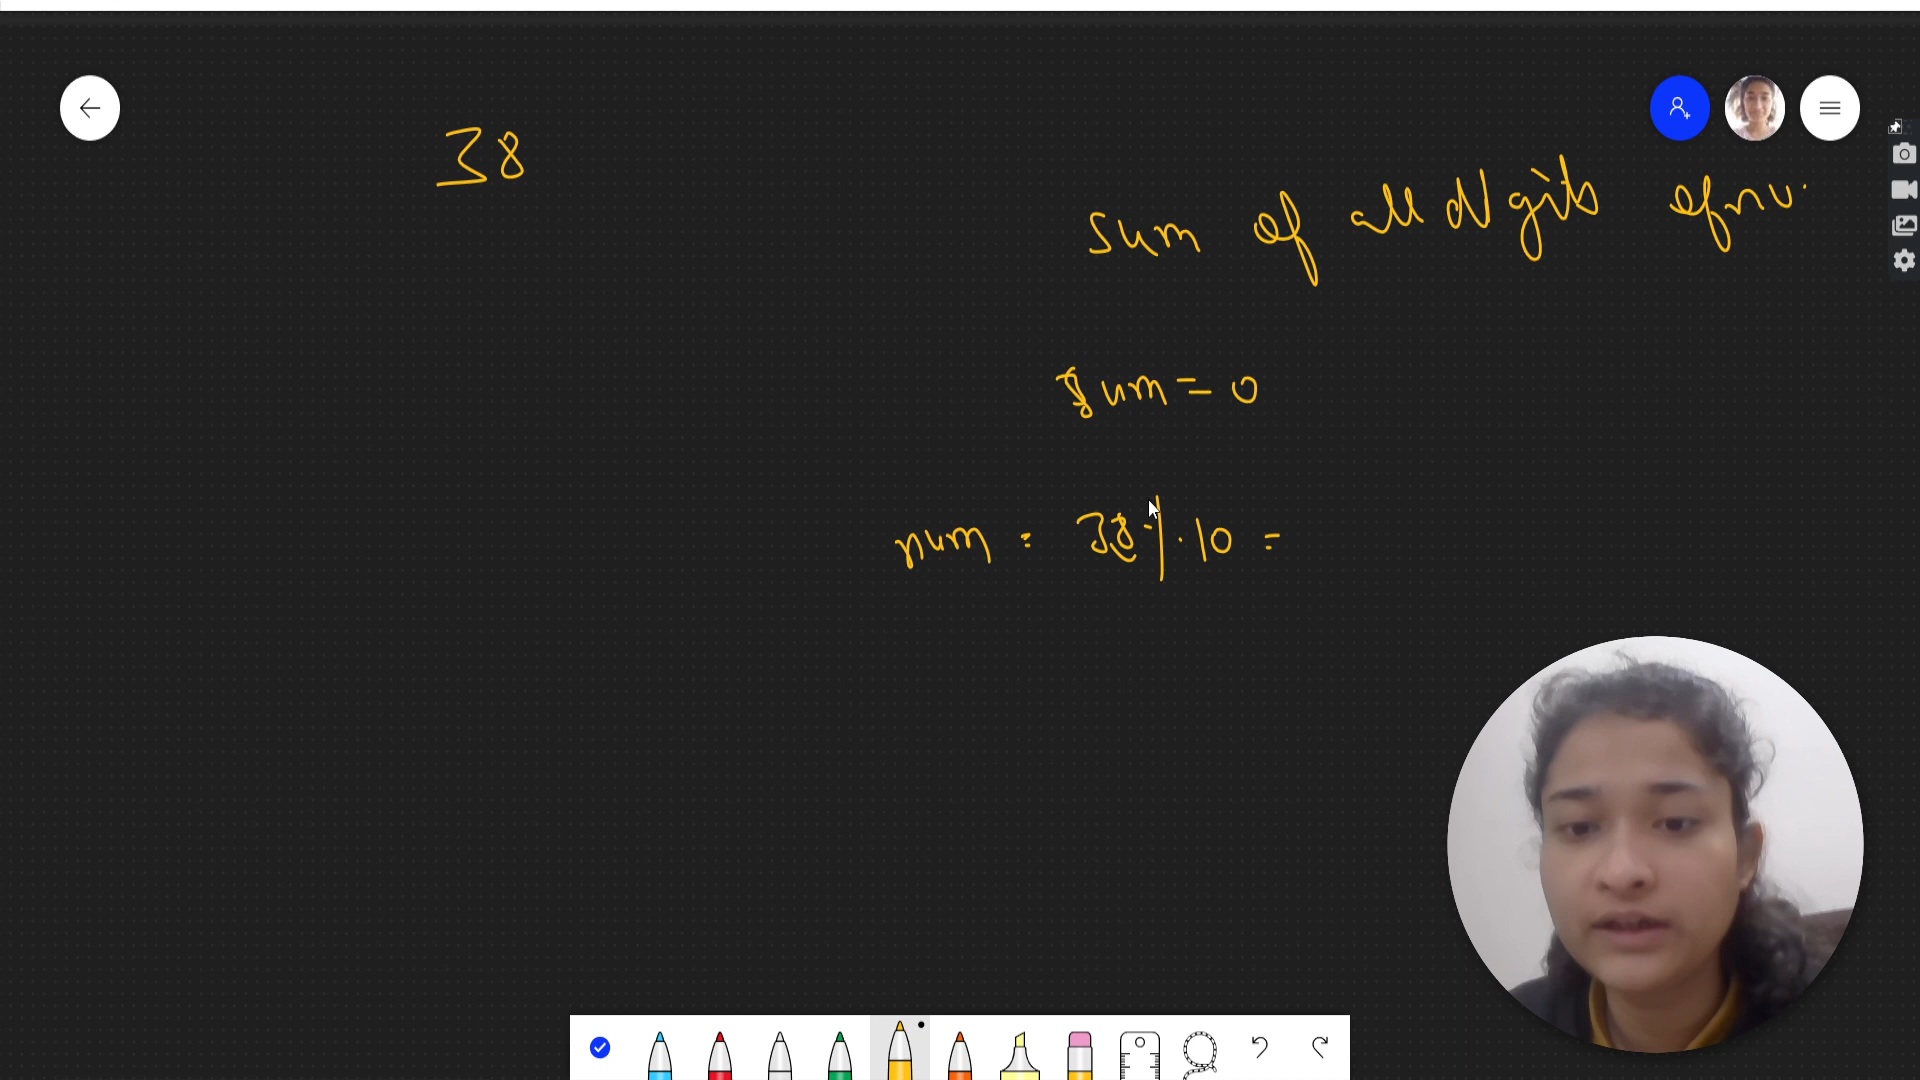 38
sum of all digits of nu.
sum = 0
num = 38 % 10 =